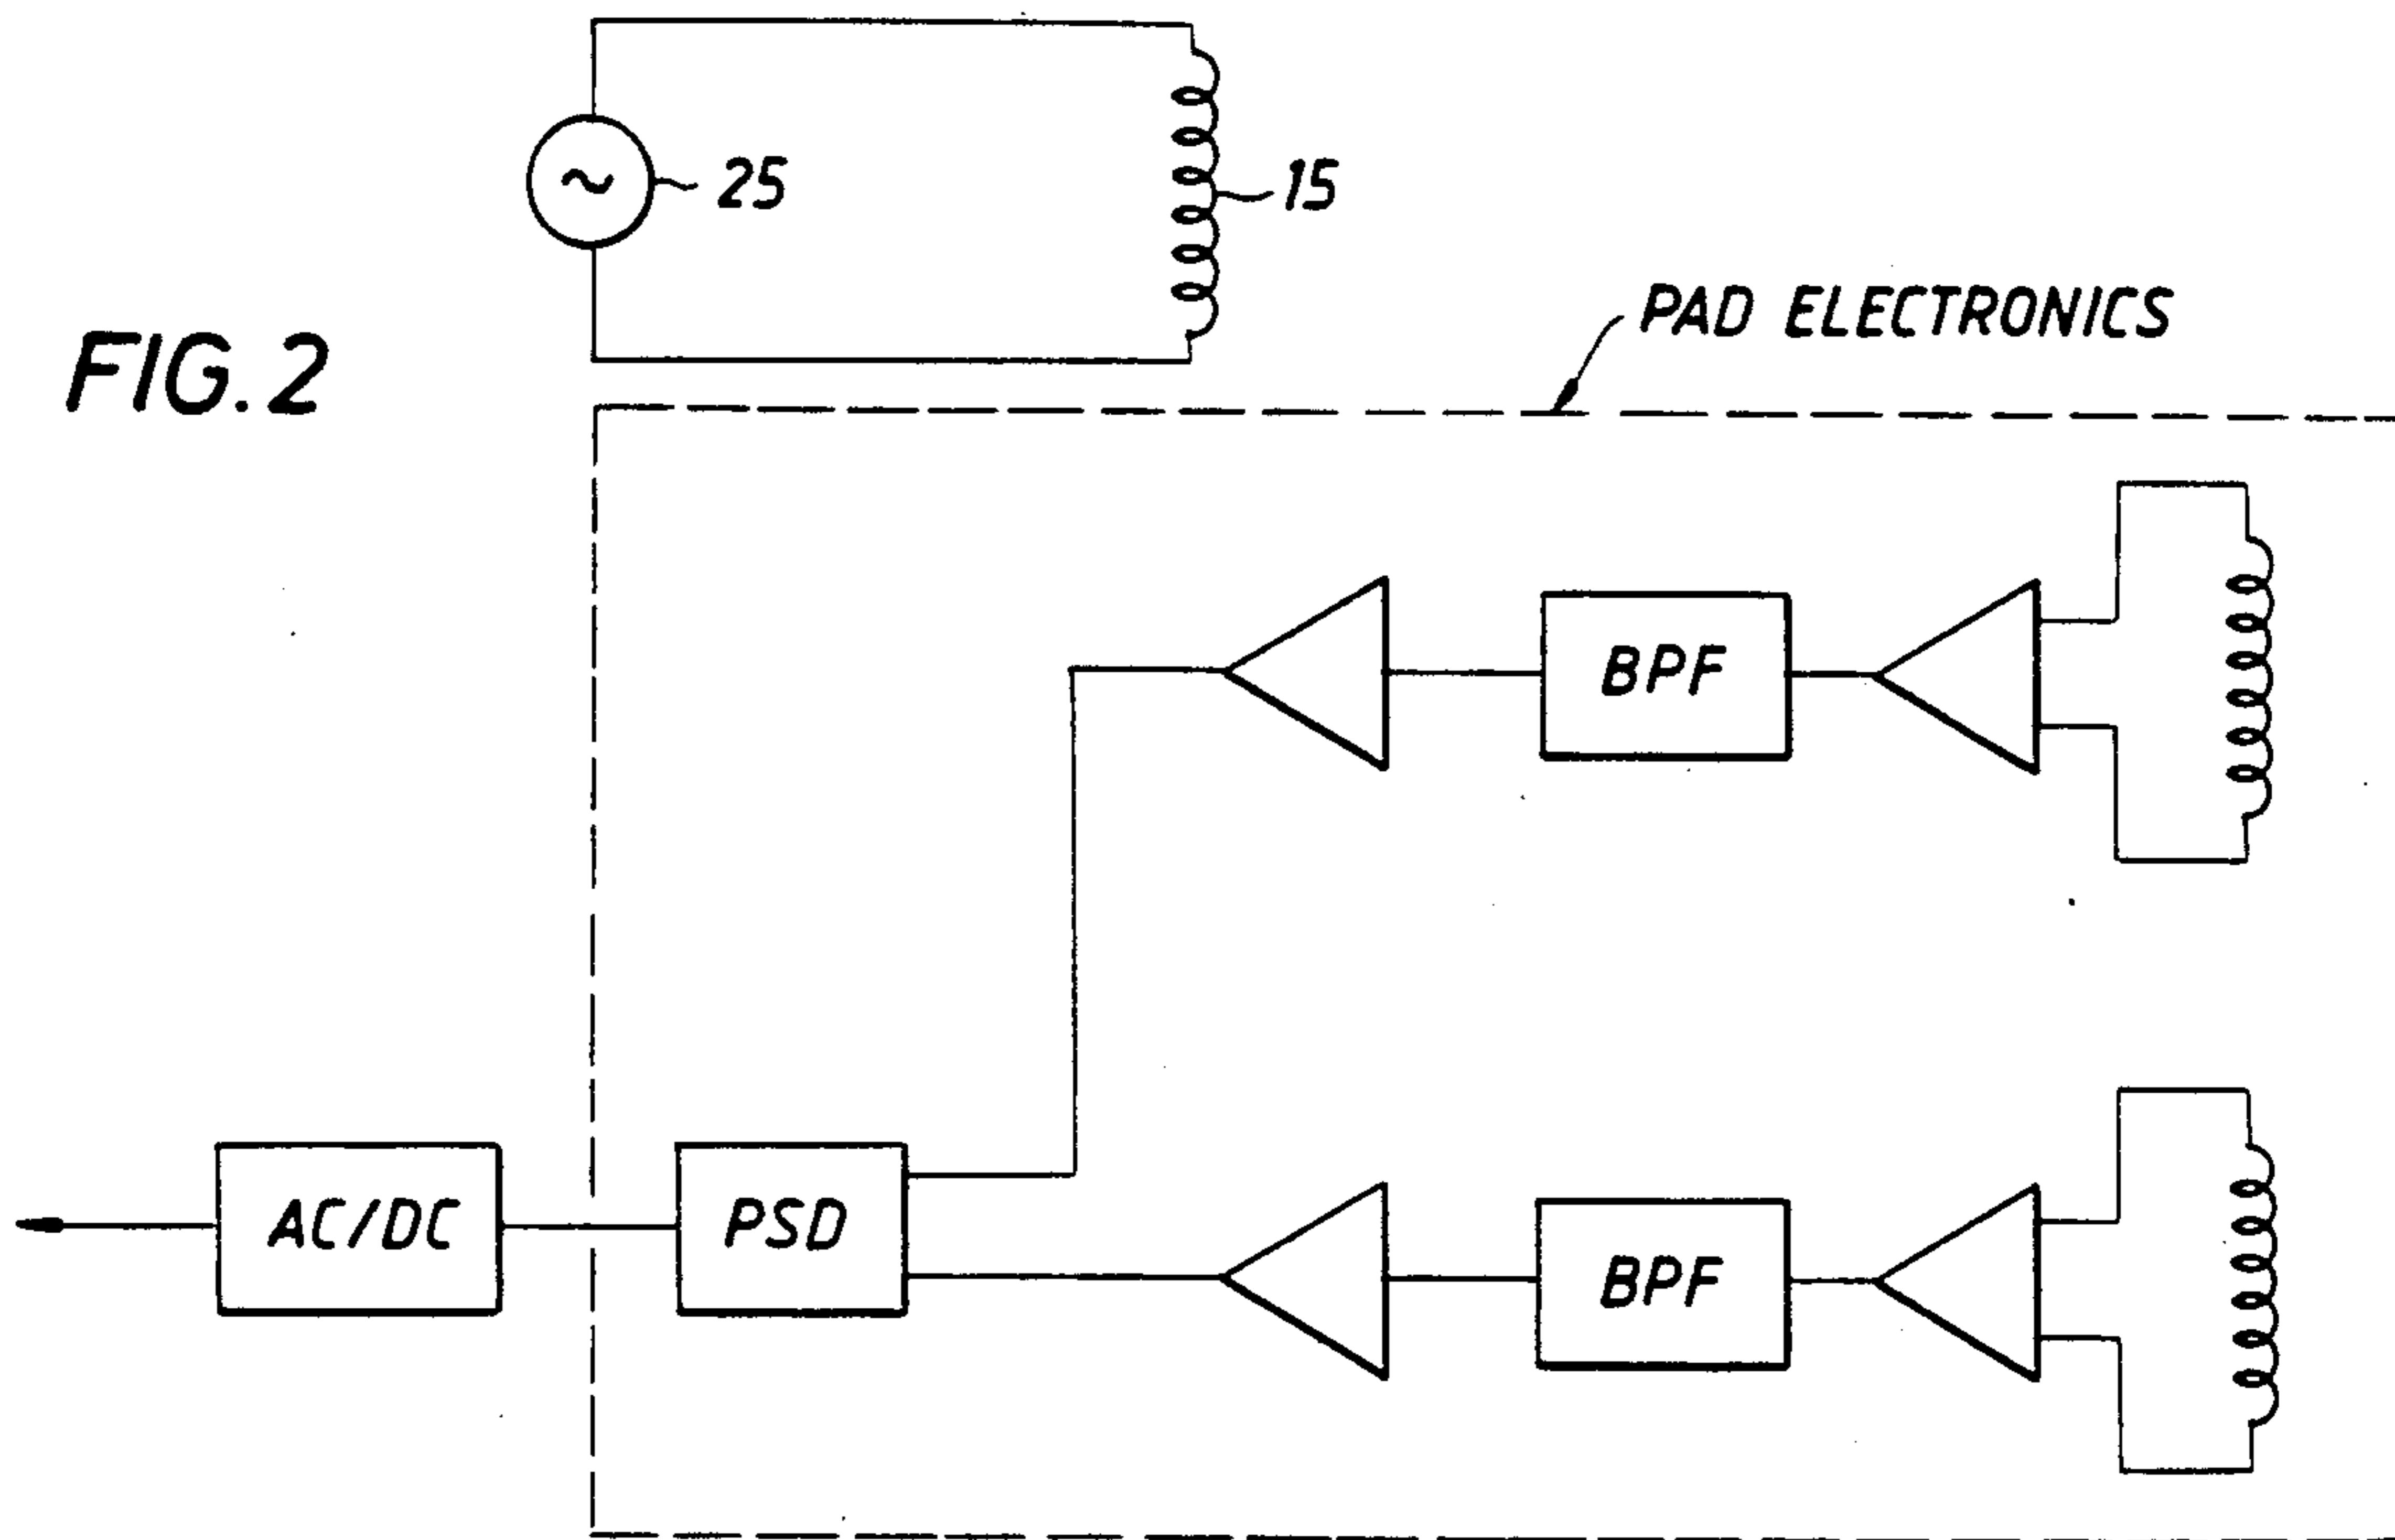 25
15
PAD ELECTRONICS
FIG. 2
BPF
AC/DC
PSD
BPF